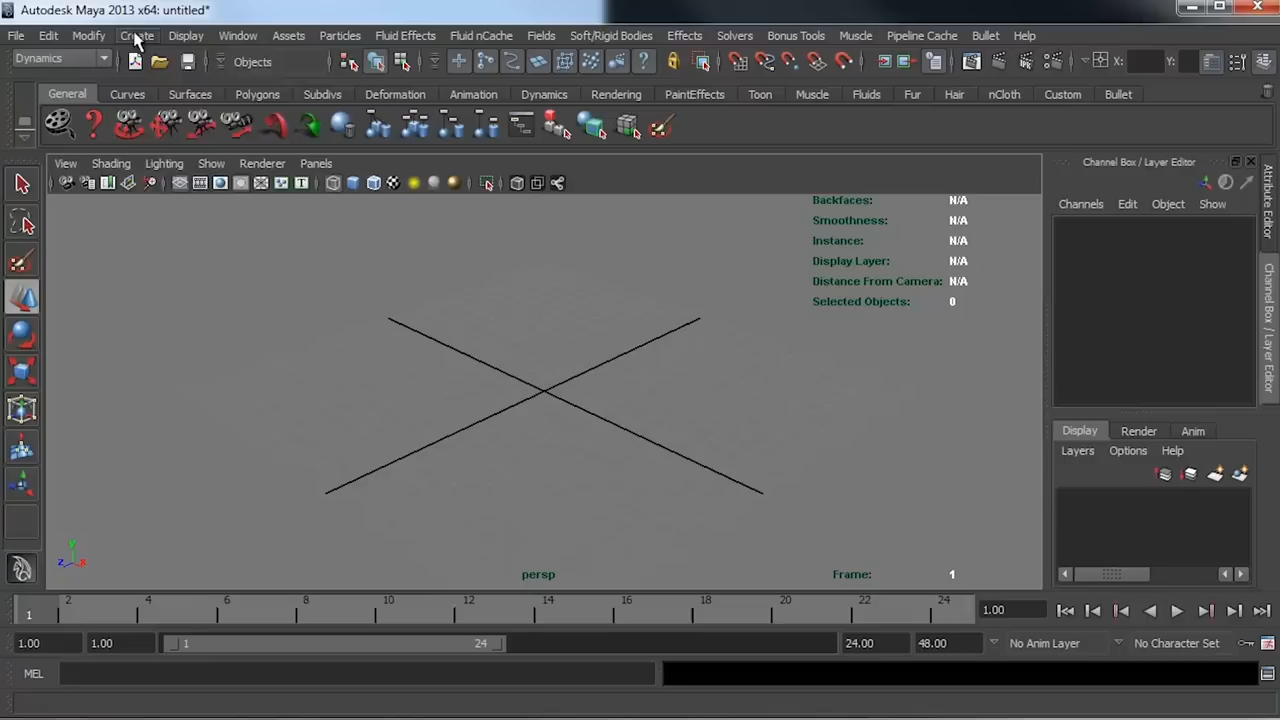 Autodesk Maya 2013 x64: untitled*
File Edit Modify Create Display Window Assets Particles Fluid Effects Fluid nCache Fields Soft/Rigid Bodies Effects Solvers Bonus Tools Muscle Pipeline Cache Bullet Help
Dynamics Objects X: Y:
General Curves Surfaces Polygons Subdivs Deformation Animation Dynamics Rendering PaintEffects Toon Muscle Fluids Fur Hair nCloth Custom Bullet
View Shading Lighting Show Renderer Panels
Channel Box / Layer Editor
Channels Edit Object Show
Backfaces: N/A
Smoothness: N/A
Instance: N/A
Display Layer: N/A
Distance From Camera: N/A
Selected Objects: 0
Attribute Editor
Channel Box / Layer Editor
Display Render Anim
Layers Options Help
y
z x
persp
Frame: 1
1 2 4 6 8 10 12 14 16 18 20 22 24 1.00
1.00 1.00 1 24 24.00 48.00 No Anim Layer No Character Set
MEL